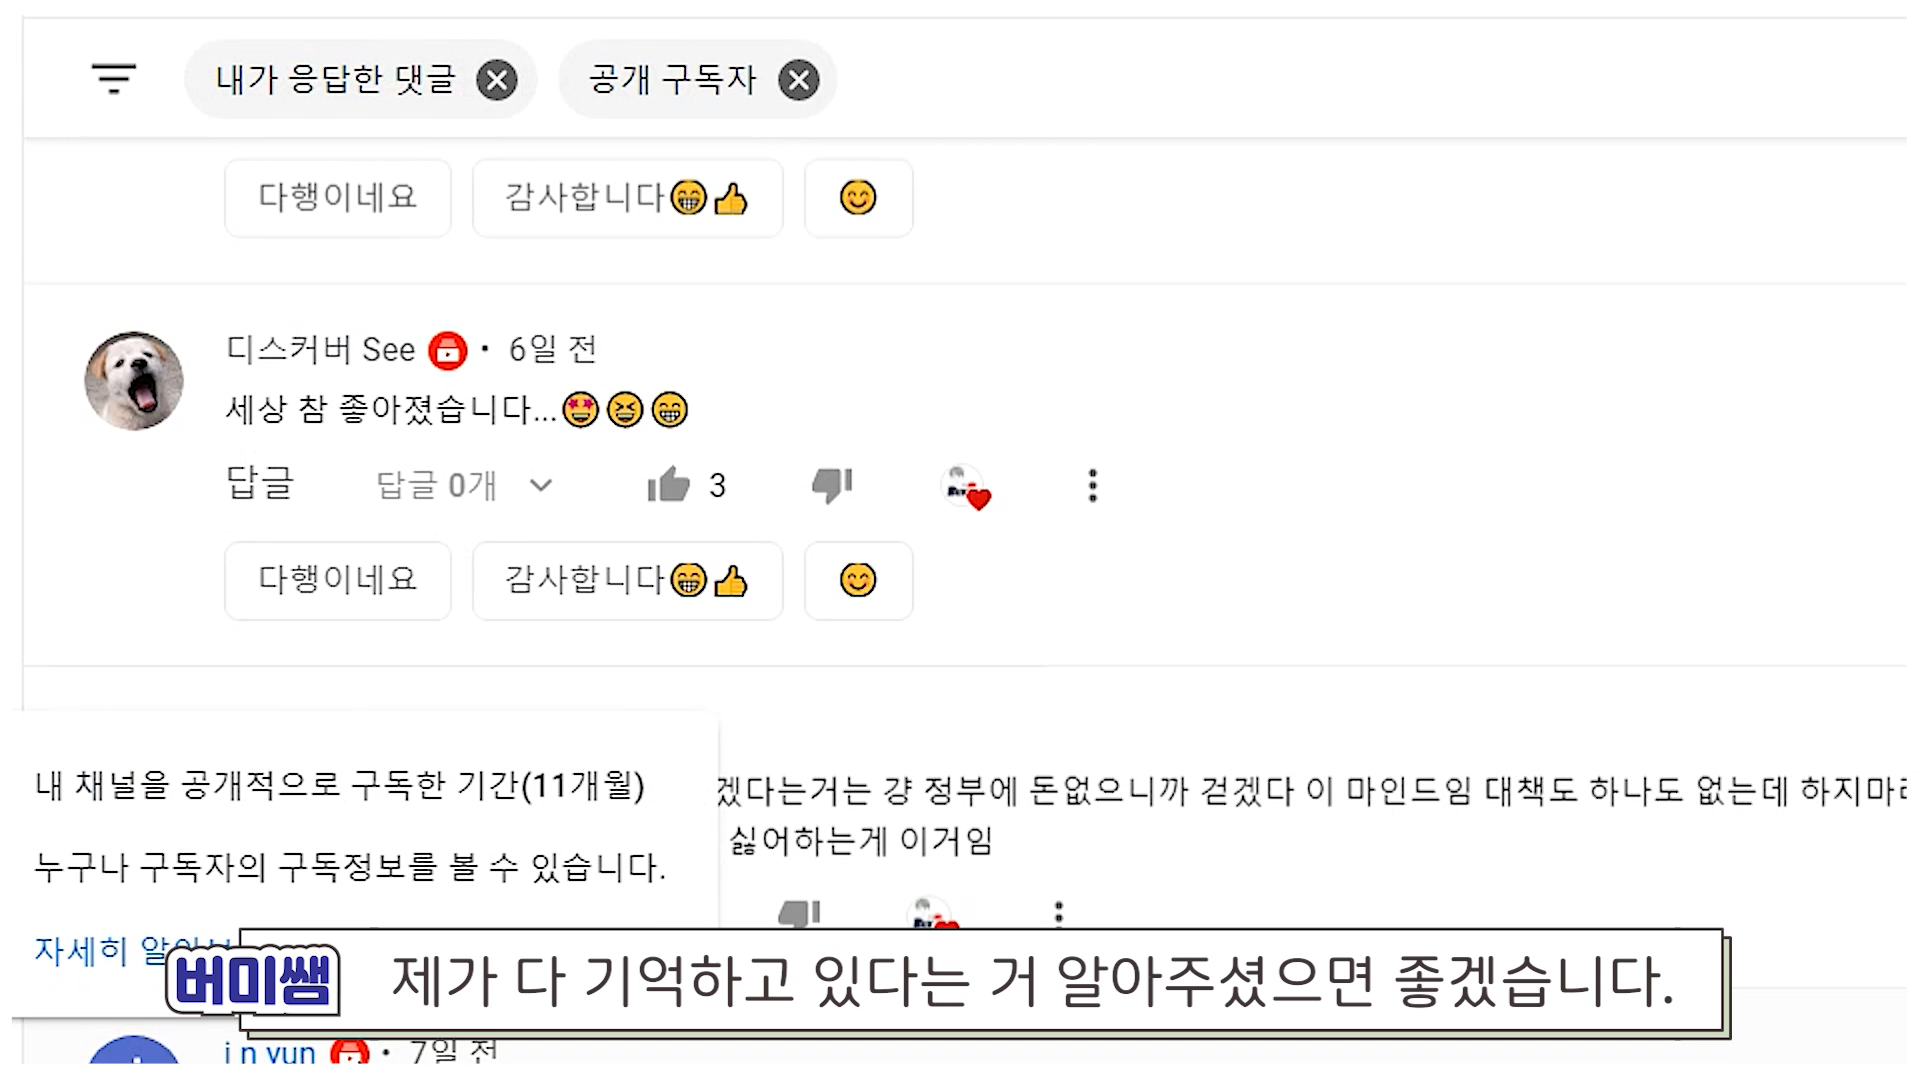 내가 응답한 댓글
공개 구독자
다행이네요
감사합니다😁👍
😊
디스커버 See • 6일 전
세상 참 좋아졌습니다...🤩😆😁
답글
답글 0개
3
다행이네요
감사합니다😁👍
😊
내 채널을 공개적으로 구독한 기간(11개월)
누구나 구독자의 구독정보를 볼 수 있습니다.
자세히
겠다는거는 걍 정부에 돈없으니까 걷겠다 이 마인드임 대책도 하나도 없는데 하지마라
싫어하는게 이거임
버미쌤
제가 다 기억하고 있다는 거 알아주셨으면 좋겠습니다.
i n yun • 7일 전